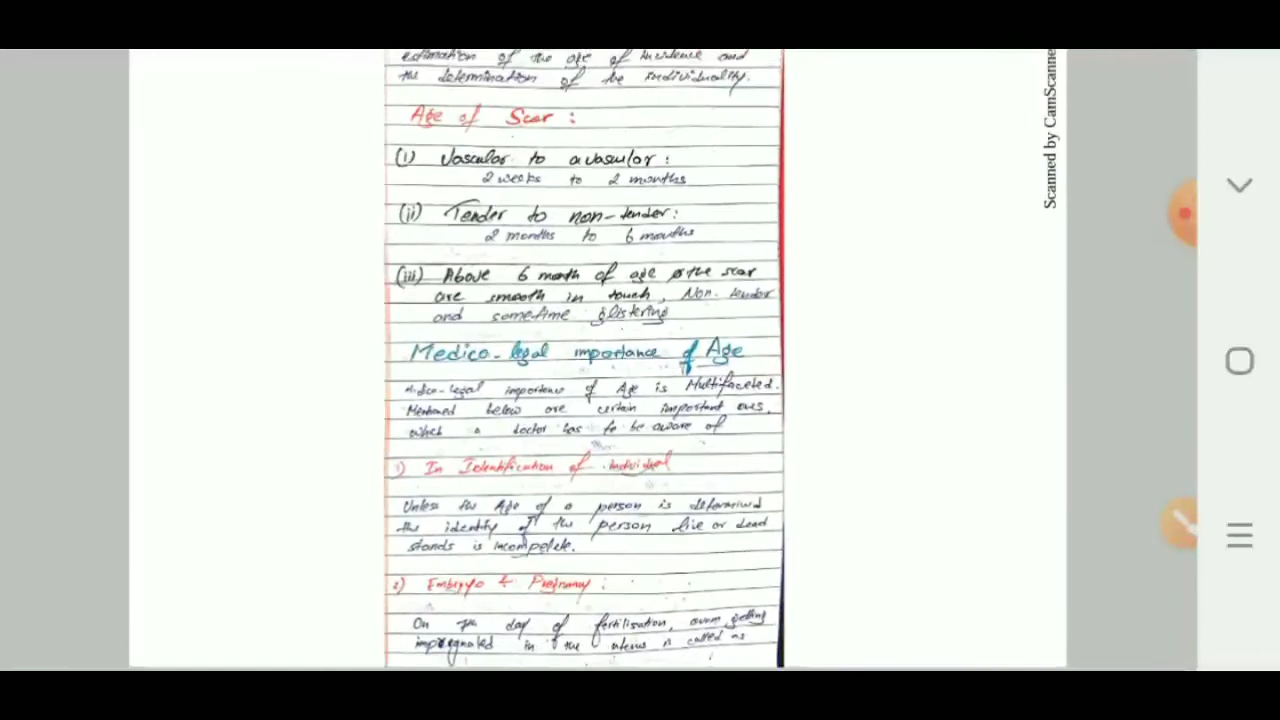 estimation of the age of incidence and
the determination of the individuality.
Age of Scar :
(i) Vascular to avascular :
2 weeks to 2 months
(ii) Tender to non-tender :
2 months to 6 months
(iii) Above 6 month of age the scar
are smooth in touch, Non-tender
and sometime glistering
Medico-legal importance of Age
Medico-legal importance of Age is Multifaceted.
Mentioned below are certain important ones,
which a doctor has to be aware of
1) In Identification of individual
Unless the Age of a person is determined
the identity of the person live or dead
stands is incompelete.
2) Embryo & Pregnancy :
On the day of fertilisation, ovum getting
impregnated in the uterus is called as
Scanned by CamScanne